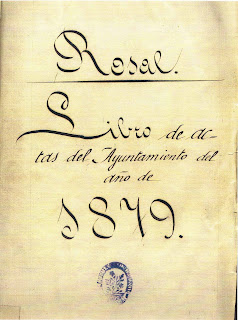 Rosal.
Libro de ac-
tas del Ayuntamiento del
año de
1879.